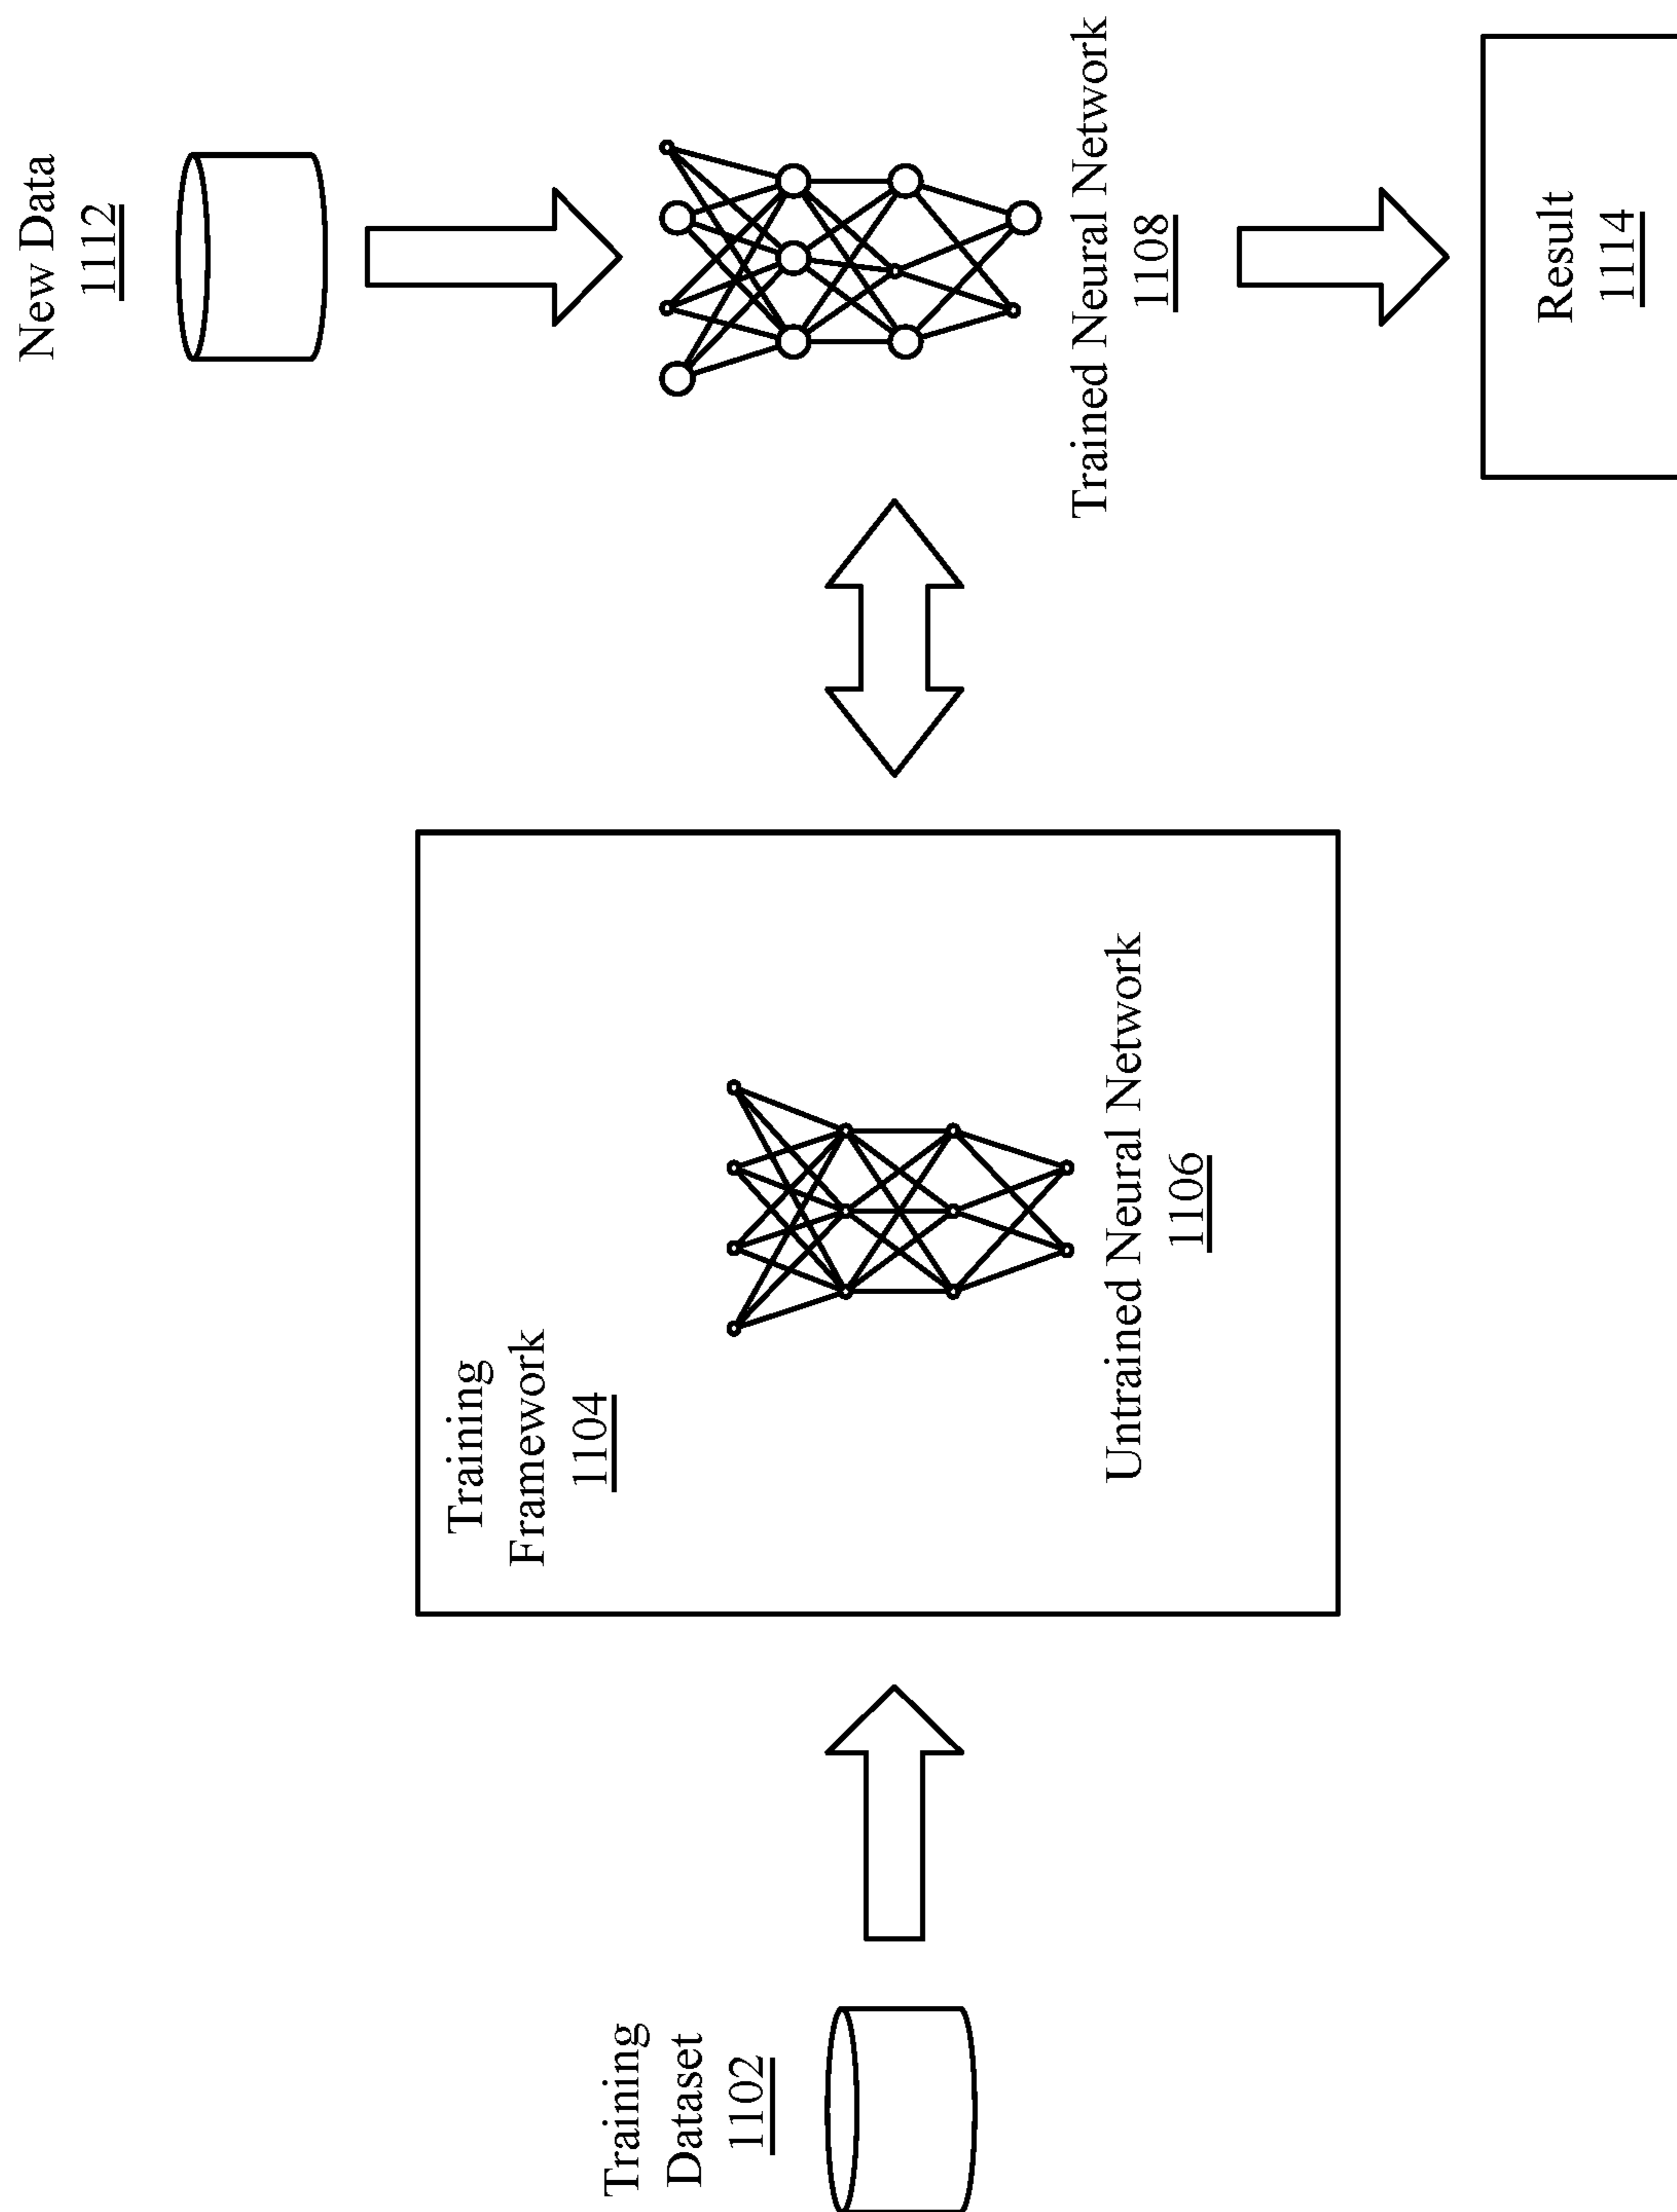 Training
Dataset
1102
Training
Framework
1104
Untrained Neural Network
1106
New Data
1112
Trained Neural Network
1108
Result
1114